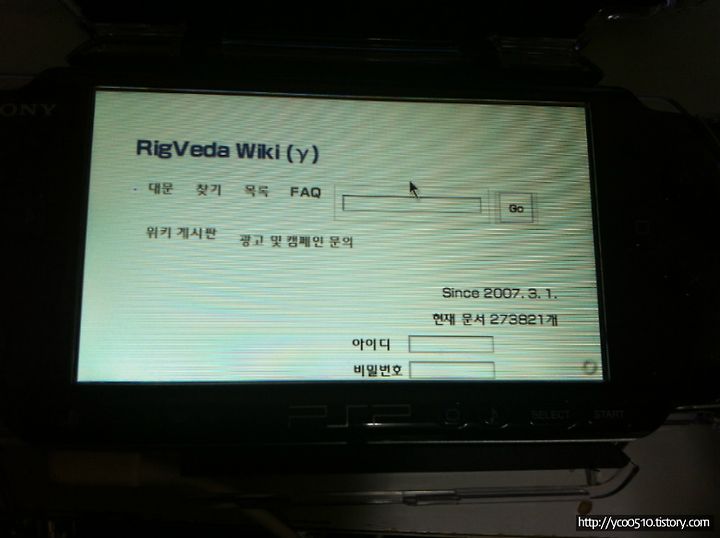 SONY
RigVeda Wiki (γ)
대문 찾기 목록 FAQ Go
위키 게시판 광고 및 캠페인 문의
Since 2007. 3. 1.
현재 문서 273821개
아이디
비밀번호
PSP SELECT START
http://ycoo510.tistory.com